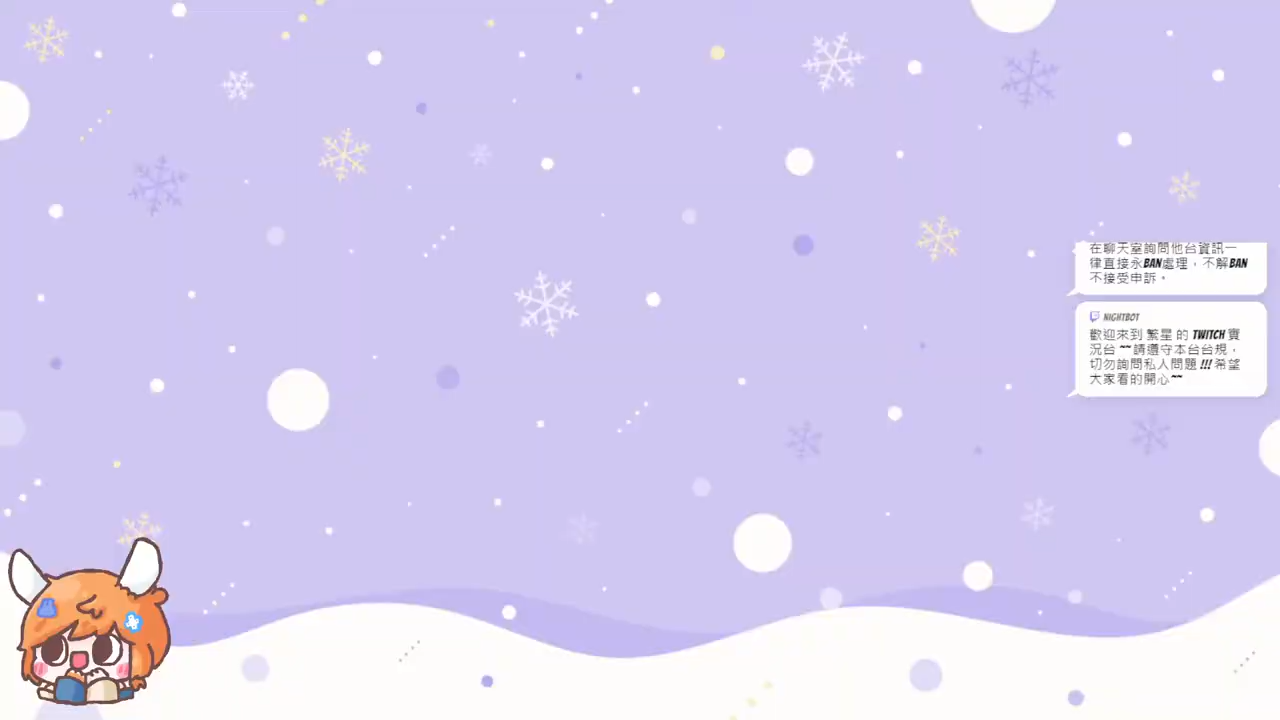 在聊天室詢問他台資訊一
律直接永BAN處理，不解BAN
不接受申訴。
NIGHTBOT
歡迎來到 繁星 的 TWITCH 實
況台 ~~ 請遵守本台台規，
切勿詢問私人問題 !!! 希望
大家看的開心~~